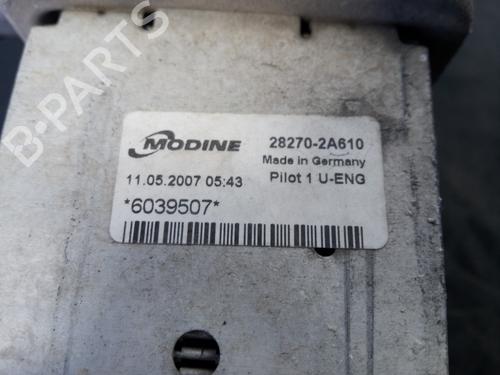 MODINE
28270-2A610
Made in Germany
11.05.2007 05:43
Pilot 1 U-ENG
*6039507*
B-PARTS